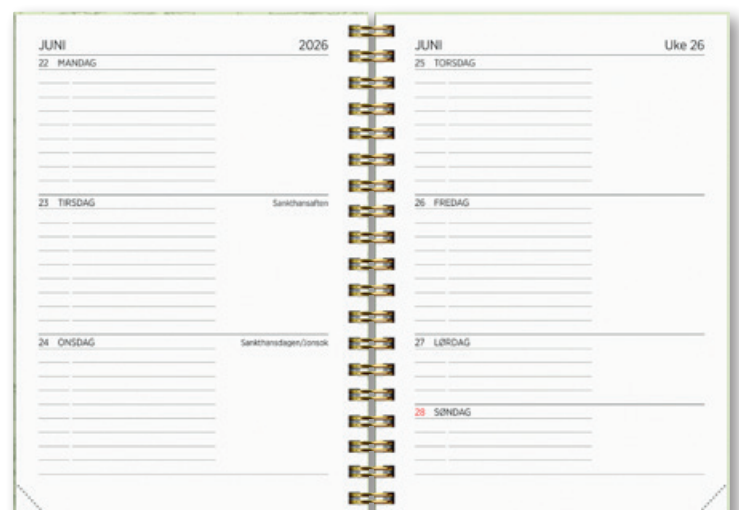 JUNI 2026
22 MANDAG
23 TIRSDAG Sankthansaften
24 ONSDAG Sankthansdagen/Jonsok
JUNI Uke 26
25 TORSDAG
26 FREDAG
27 LØRDAG
28 SØNDAG